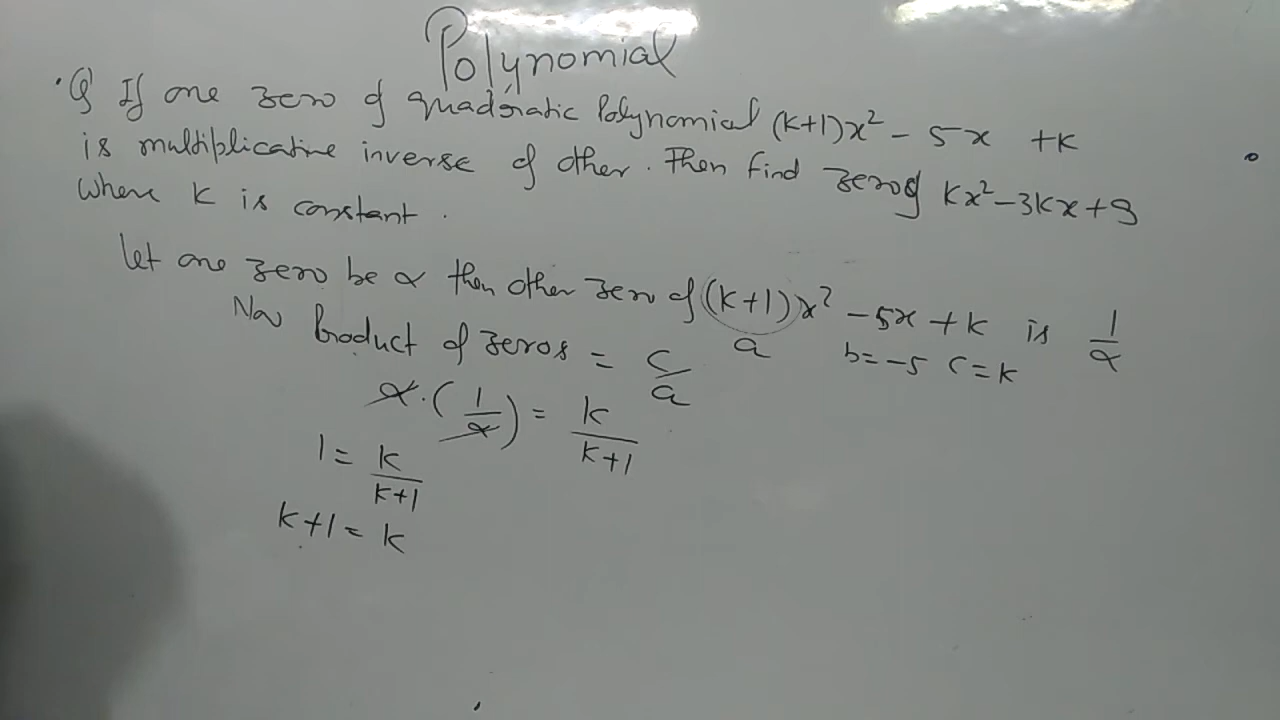 Polynomial
Q If one zero of quadratic Polynomial (k+1)x² - 5x + k
is multiplicative inverse of other. Then find zero of kx² - 3kx + 9
where k is constant.
let one zero be α then other zero of (k+1)x² - 5x + k is 1/α
a b=-5 c=k
Now Product of zeros = c/a
α·(1/α) = k/k+1
1 = k/k+1
k+1 = k